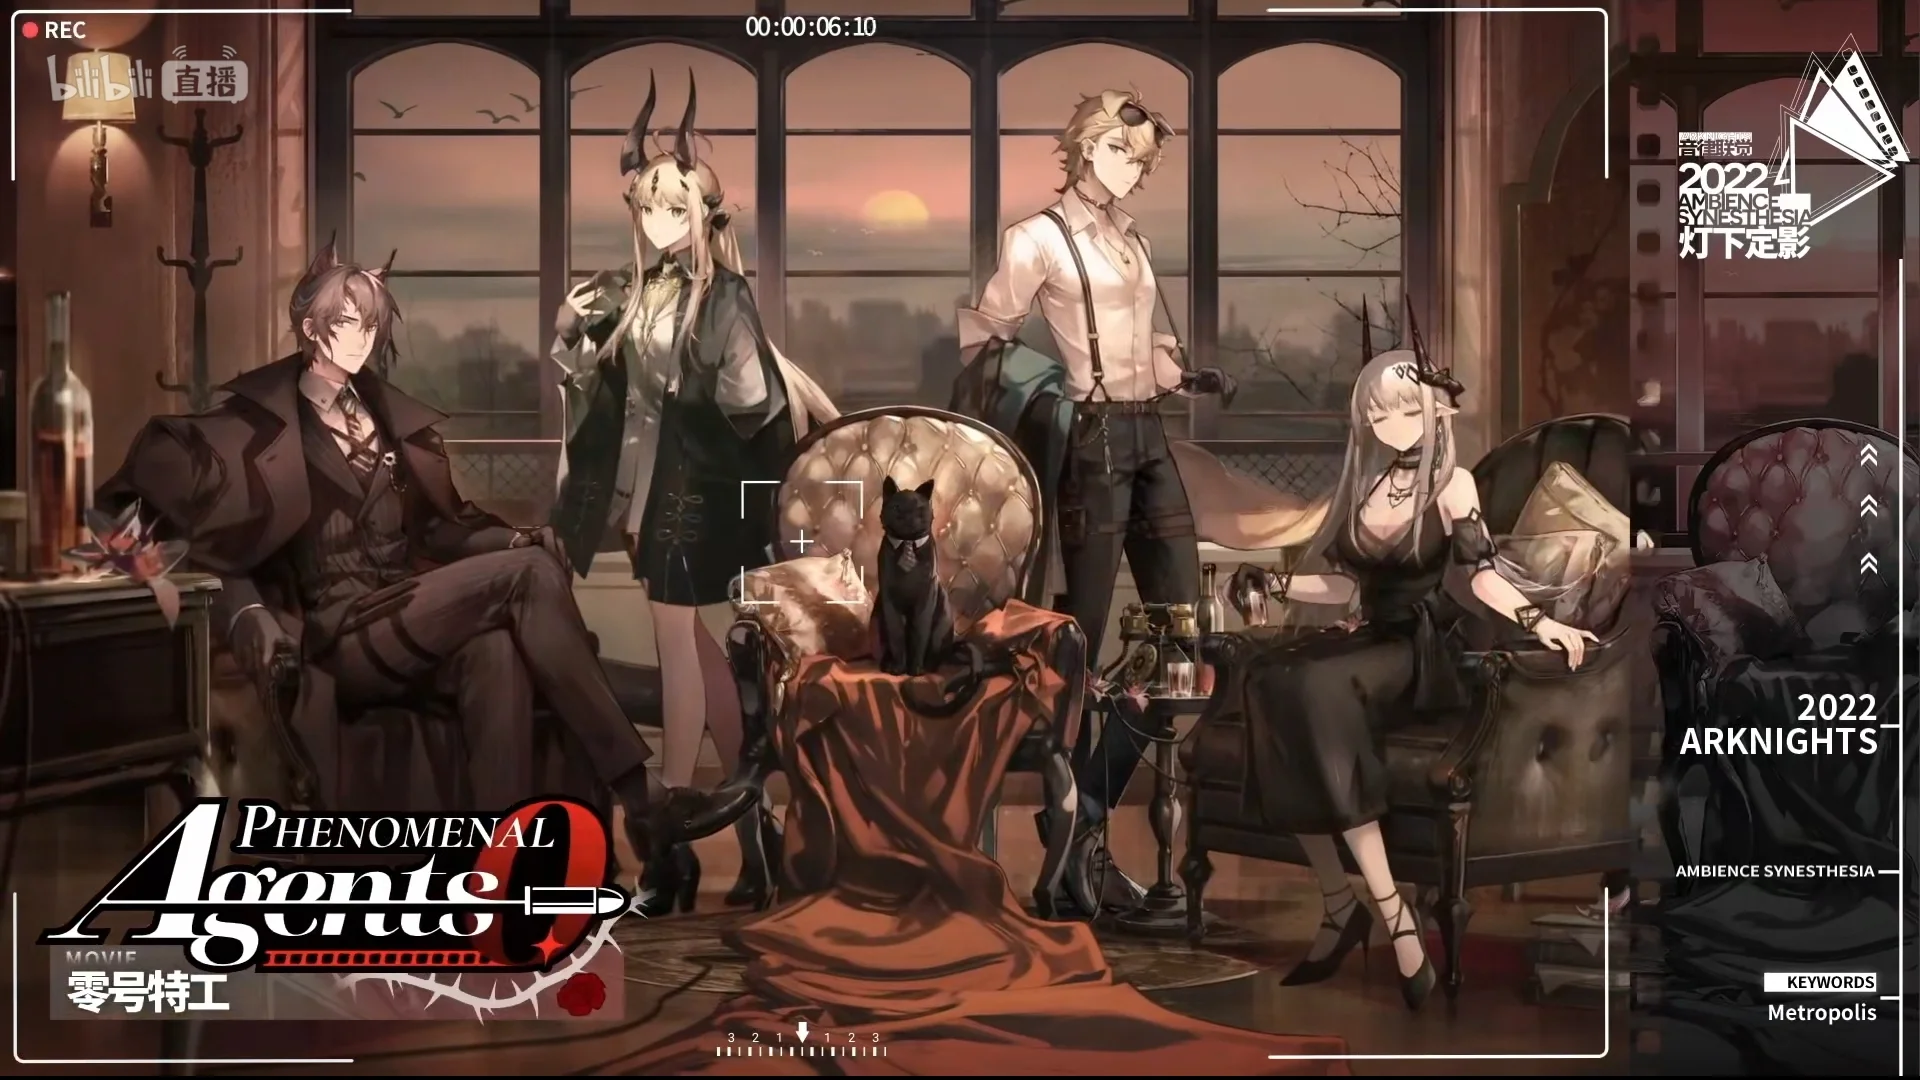 REC
00:00:06:10
bilibili 直播
音律联觉
2022
AMBIENCE
SYNESTHESIA
灯下定影
2022
ARKNIGHTS
PHENOMENAL
Agents 0
MOVIE
零号特工
AMBIENCE SYNESTHESIA
KEYWORDS
Metropolis
3 2 1 1 2 3